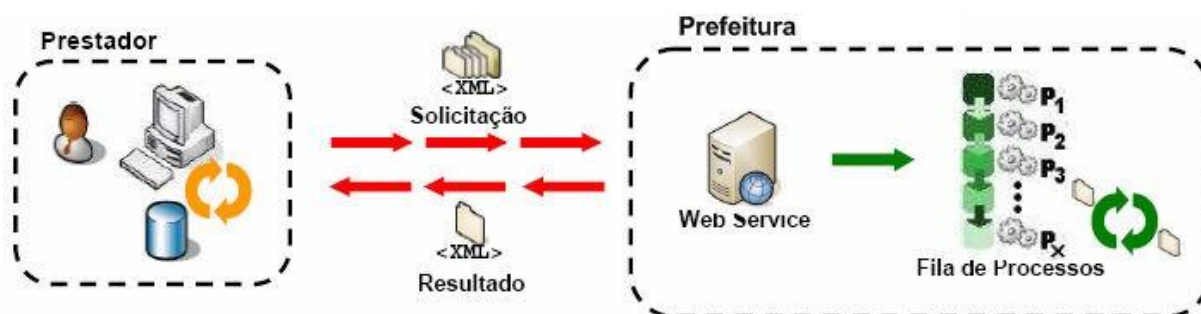 Prestador
<XML>
Solicitação
<XML>
Resultado
Prefeitura
Web Service
P1
P2
P3
Px
Fila de Processos